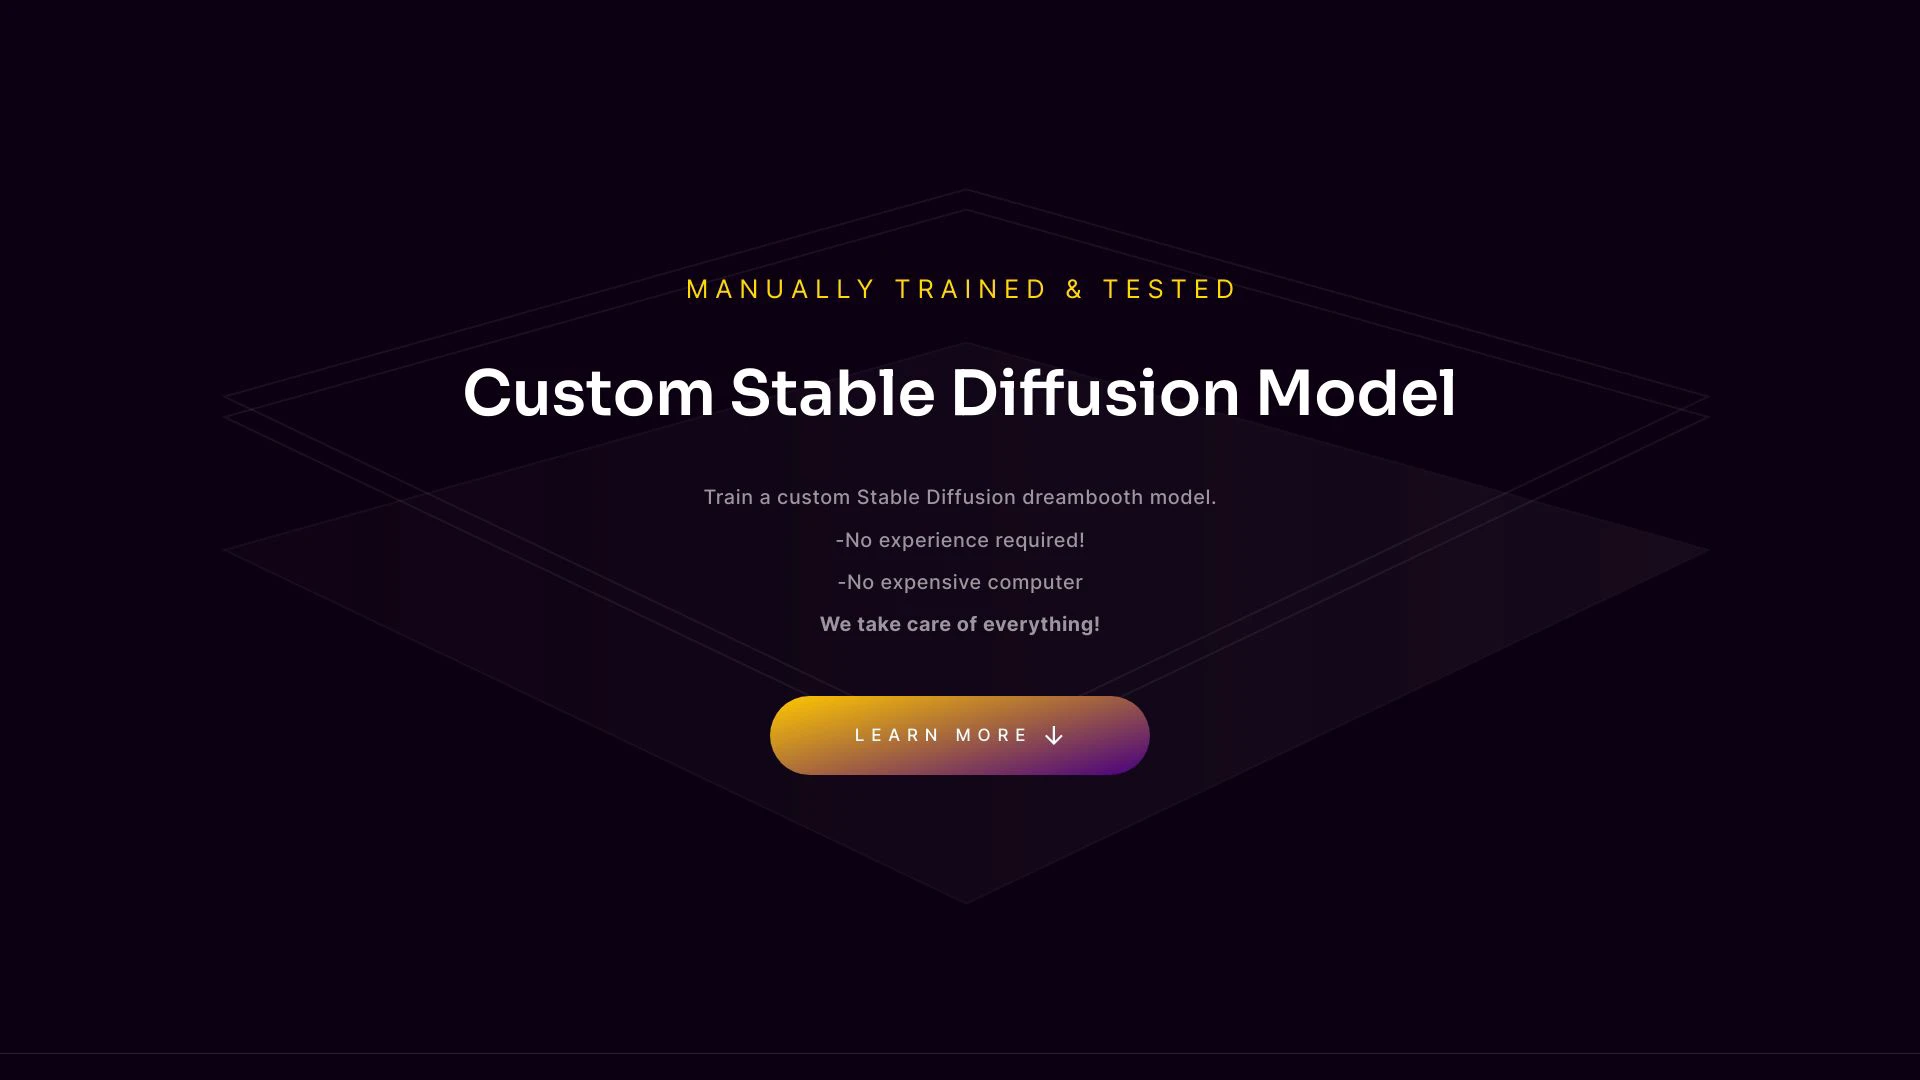 MANUALLY TRAINED & TESTED
Custom Stable Diffusion Model
Train a custom Stable Diffusion dreambooth model.
-No experience required!
-No expensive computer
We take care of everything!
LEARN MORE